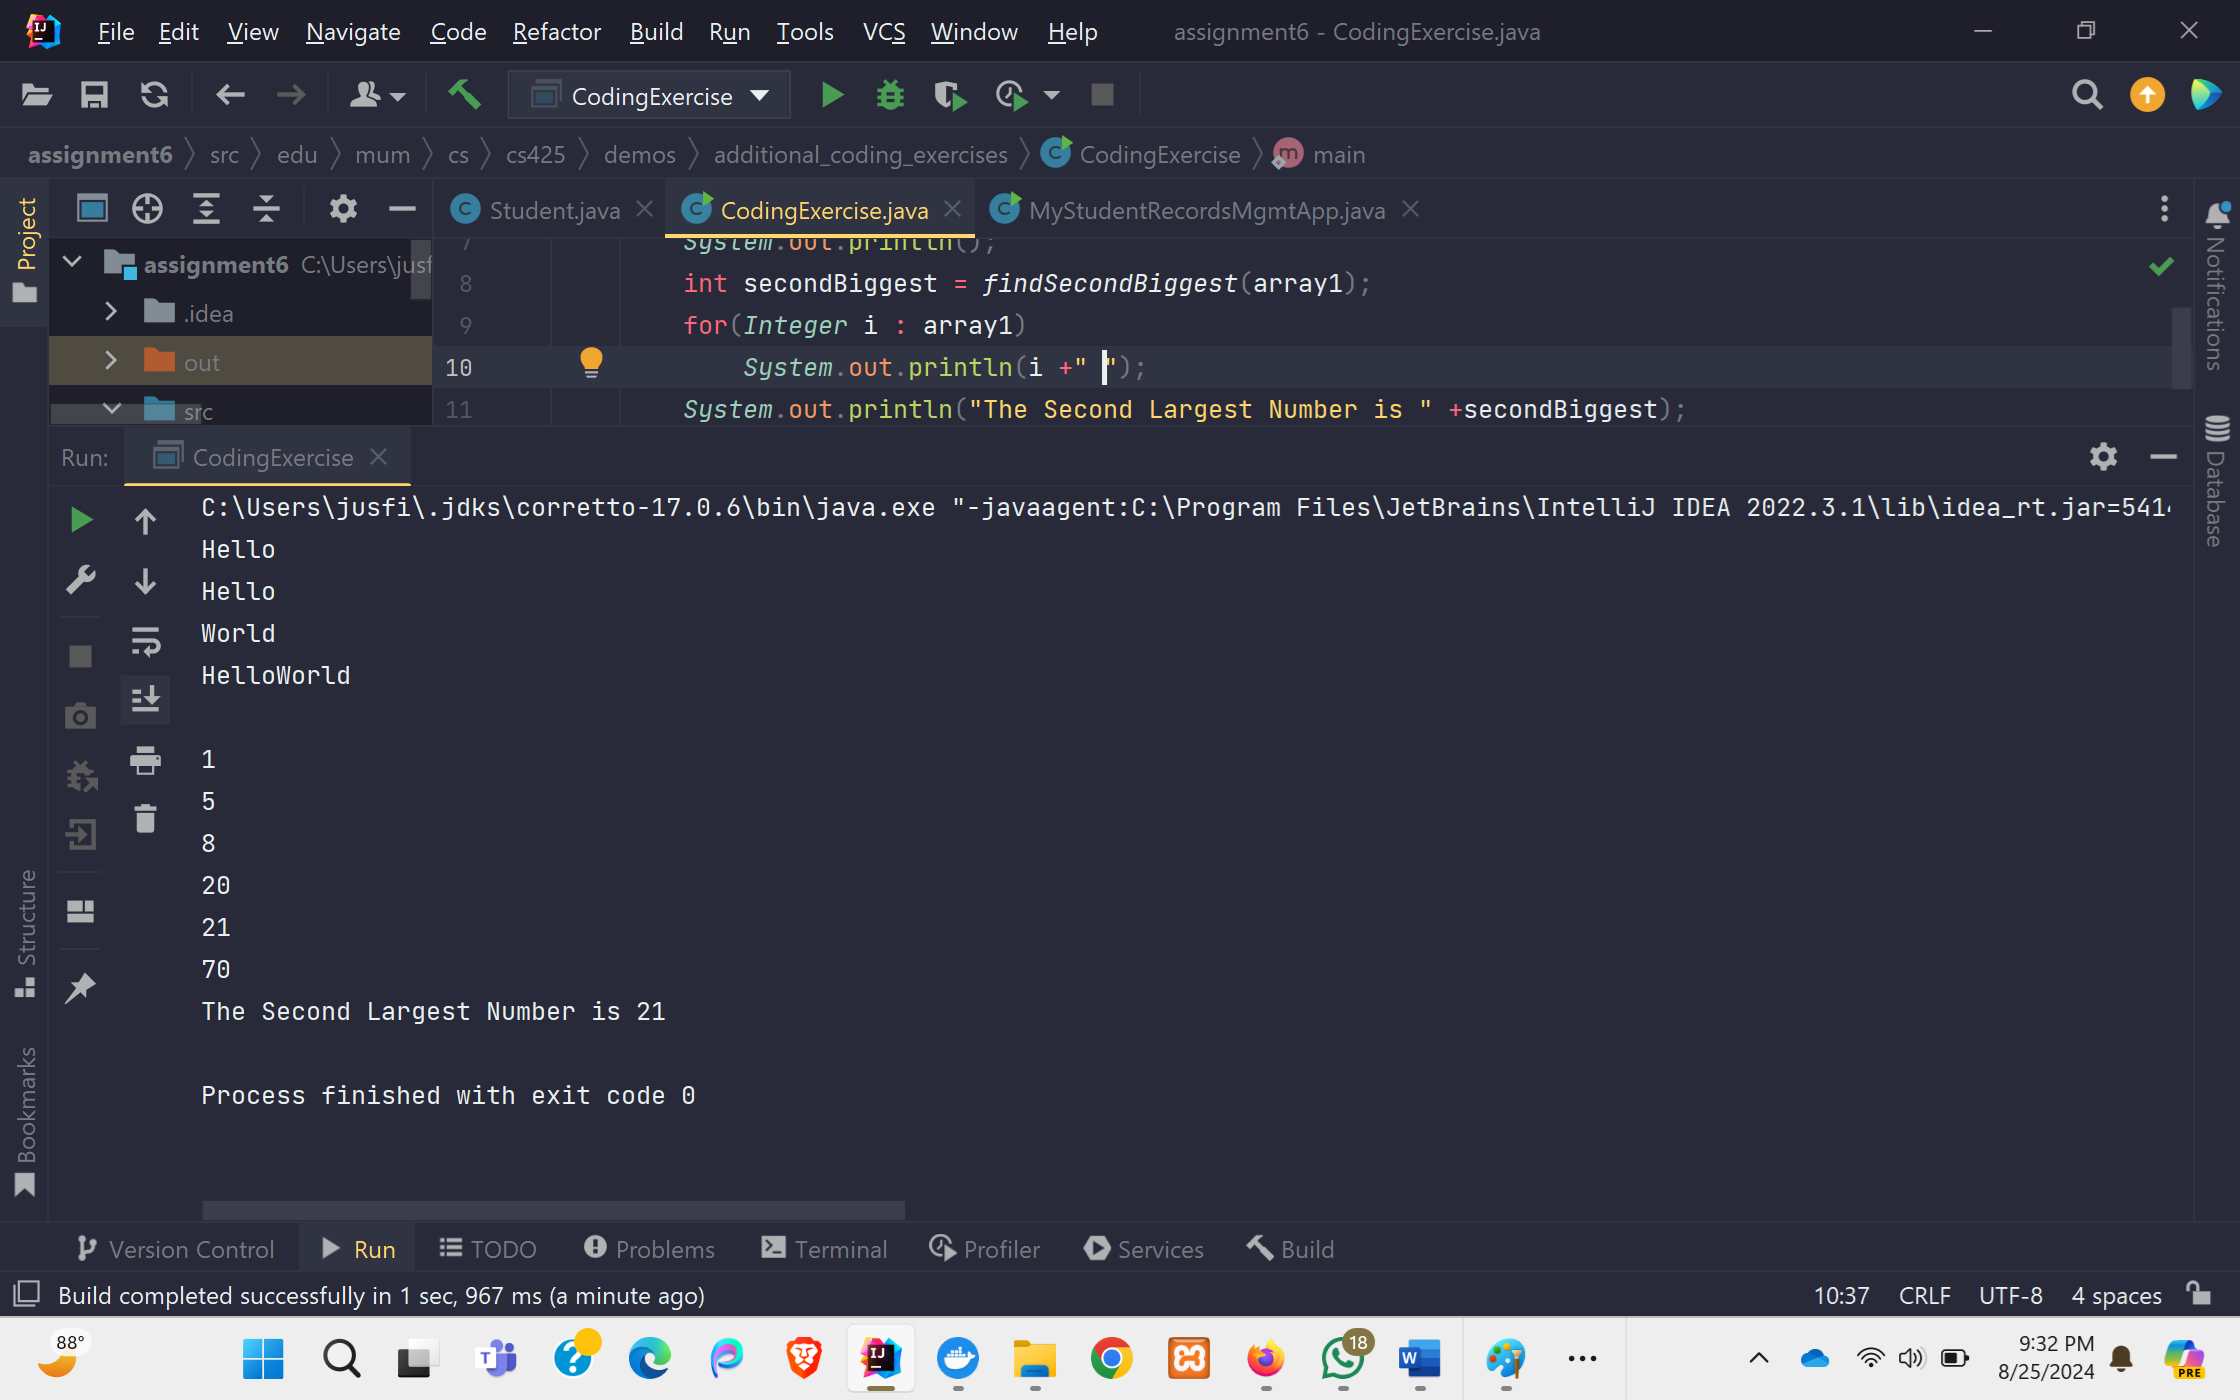 File Edit View Navigate Code Refactor Build Run Tools VCS Window Help assignment6 - CodingExercise.java
CodingExercise
assignment6 src edu mum cs cs425 demos additional_coding_exercises CodingExercise main
Project
Student.java CodingExercise.java MyStudentRecordsMgmtApp.java
assignment6 C:\Users\jusf
.idea
out
src
7 System.out.println();
8 int secondBiggest = findSecondBiggest(array1);
9 for(Integer i : array1)
10 System.out.println(i +" ");
11 System.out.println("The Second Largest Number is " +secondBiggest);
Notifications
Database
Run: CodingExercise
C:\Users\jusfi\.jdks\corretto-17.0.6\bin\java.exe "-javaagent:C:\Program Files\JetBrains\IntelliJ IDEA 2022.3.1\lib\idea_rt.jar=541
Hello
Hello
World
HelloWorld
1
5
8
20
21
70
The Second Largest Number is 21
Process finished with exit code 0
Structure
Bookmarks
Version Control Run TODO Problems Terminal Profiler Services Build
Build completed successfully in 1 sec, 967 ms (a minute ago) 10:37 CRLF UTF-8 4 spaces
88°
18
9:32 PM
8/25/2024
PRE